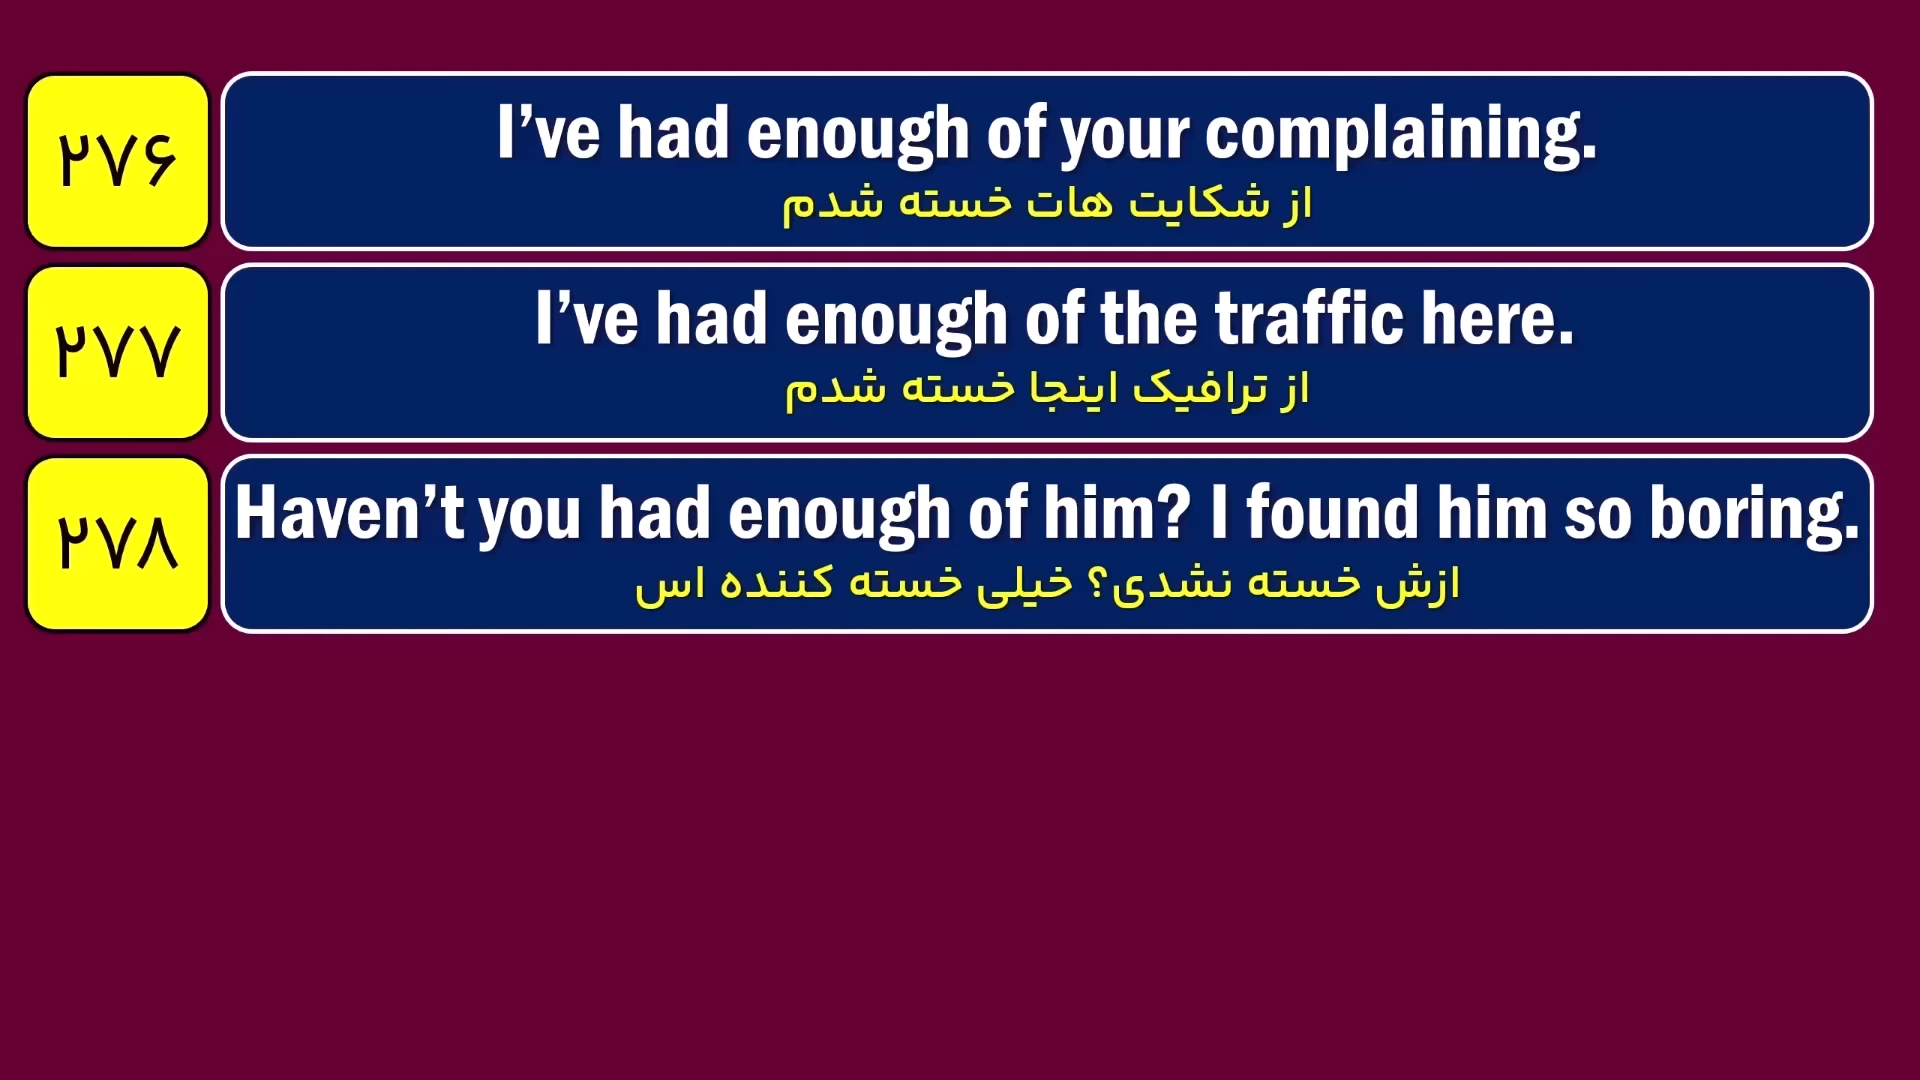 ۲۷۶
I’ve had enough of your complaining.
از شکایت هات خسته شدم
۲۷۷
I’ve had enough of the traffic here.
از ترافیک اینجا خسته شدم
۲۷۸
Haven’t you had enough of him? I found him so boring.
ازش خسته نشدی؟ خیلی خسته کننده اس